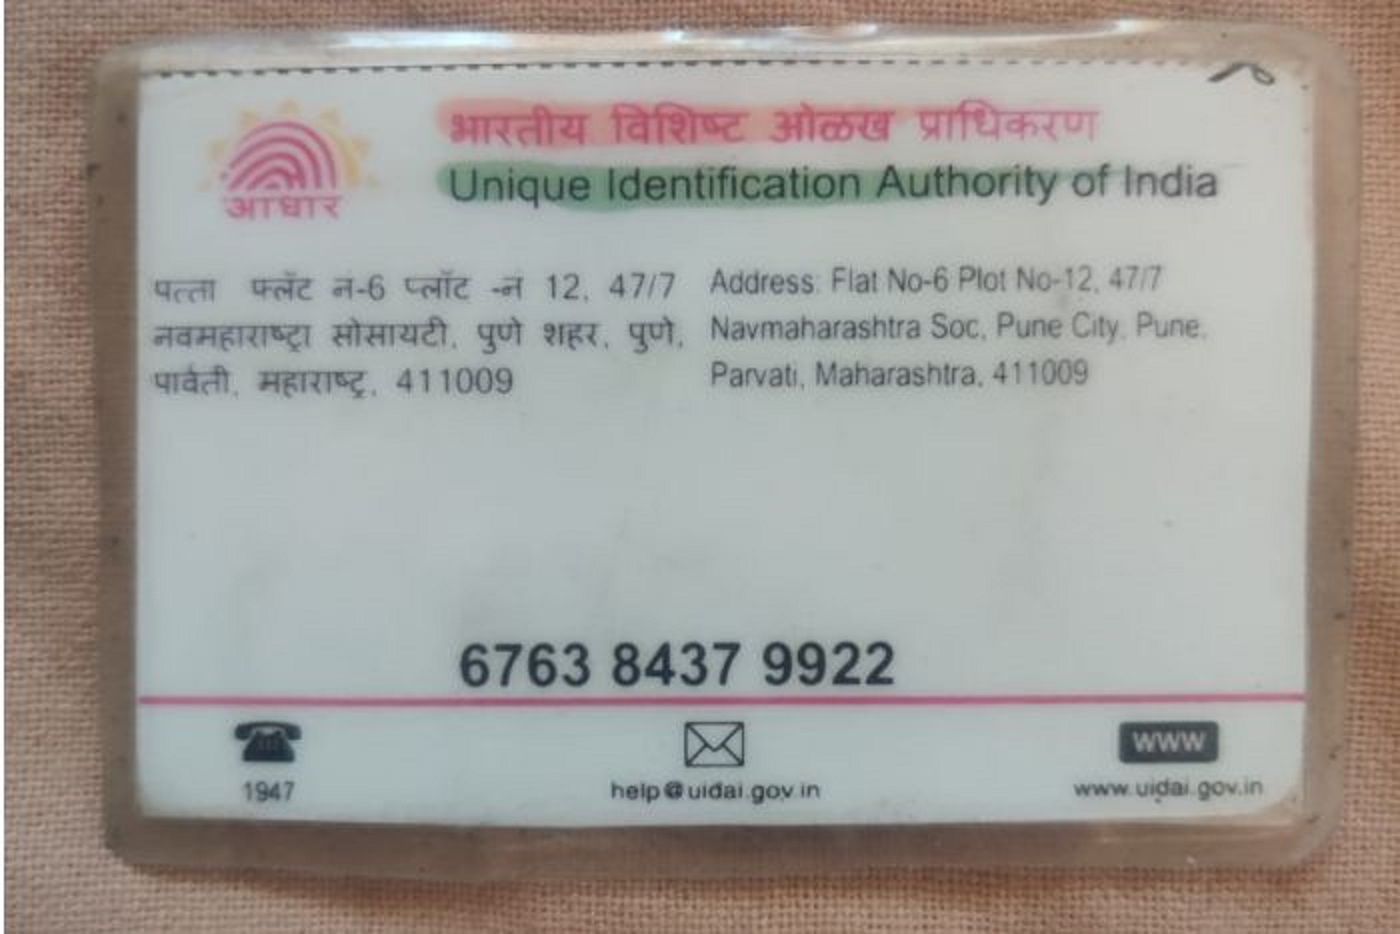 भारतीय विशिष्ट ओळख प्राधिकरण
Unique Identification Authority of India
आधार
पत्ता फ्लॅट नं-6 प्लॉट -नं 12, 47/7
नवमहाराष्ट्रा सोसायटी, पुणे शहर, पुणे,
पार्वती, महाराष्ट्र, 411009
Address: Flat No-6 Plot No-12, 47/7
Navmaharashtra Soc, Pune City, Pune,
Parvati, Maharashtra, 411009
6763 8437 9922
1947
help@uidai.gov.in
www
www.uidai.gov.in